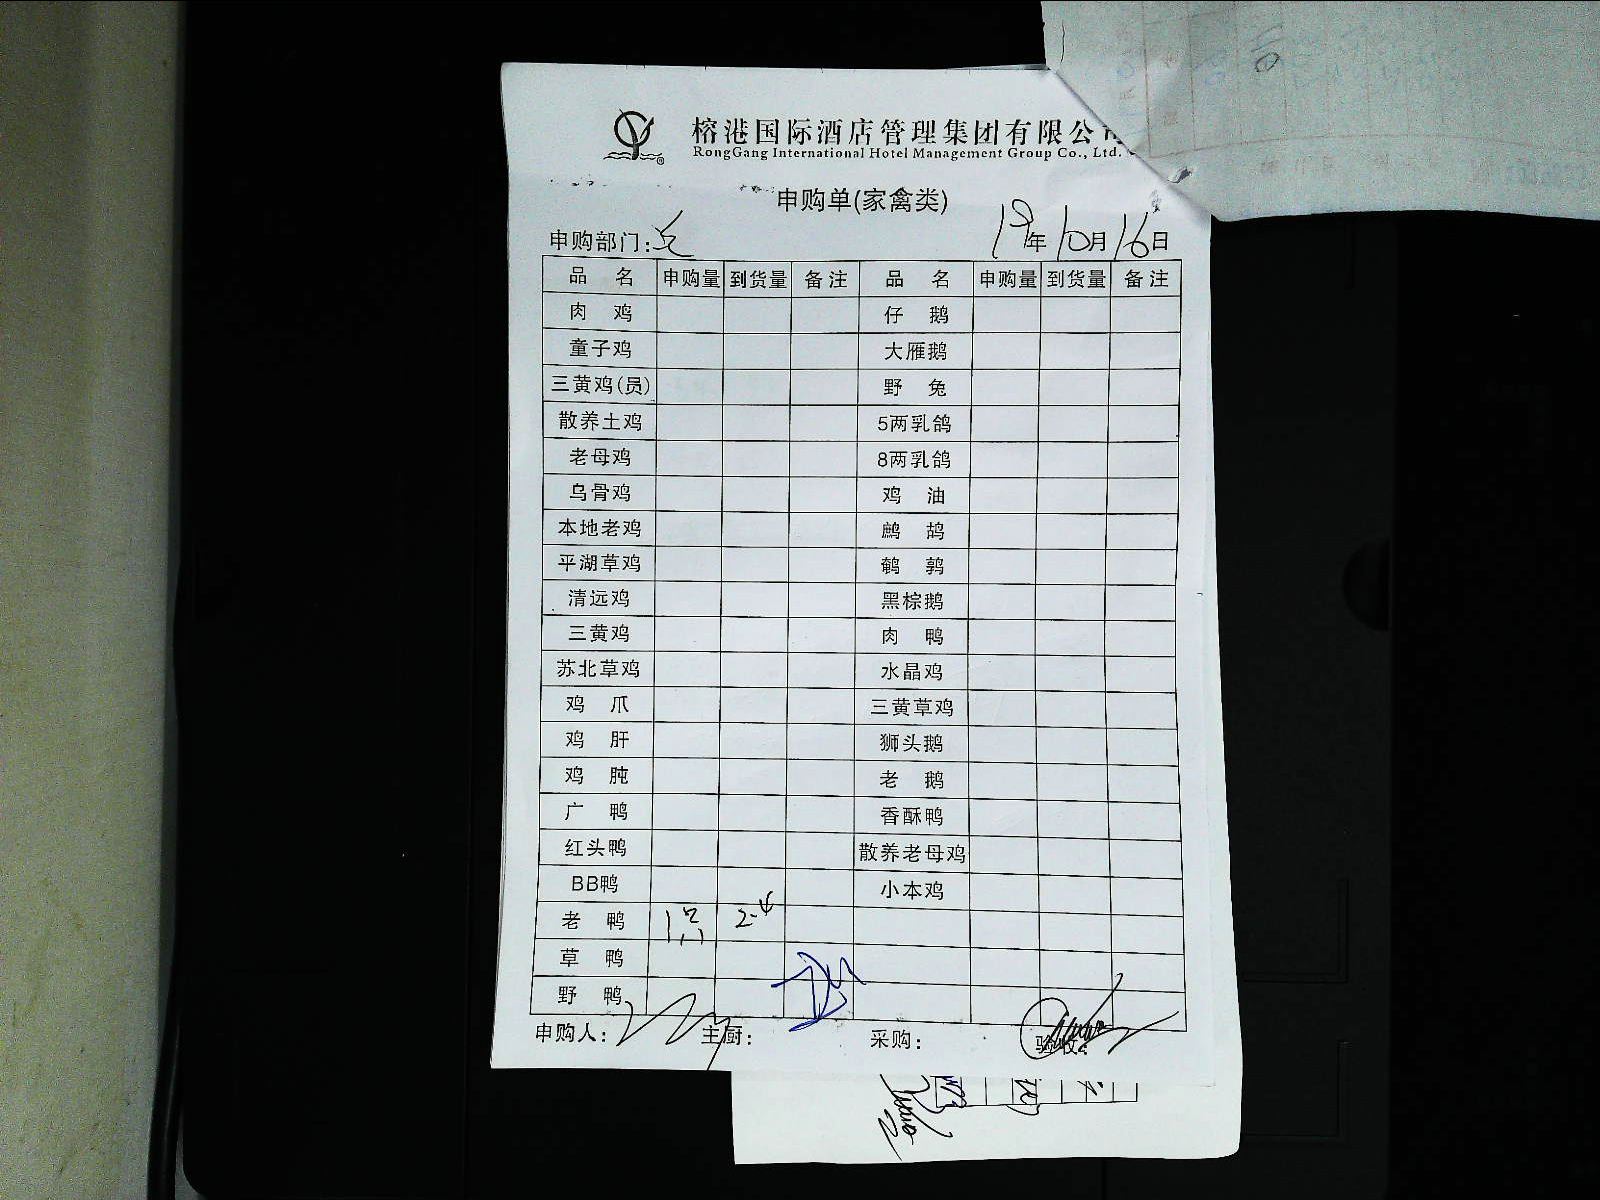 榕港国际酒店管理集团有限公司
RongGang International Hotel Management Group Co., Ltd.
申购单(家禽类)
申购部门: 19年10月16日
品名 申购量 到货量 备注 品名 申购量 到货量 备注
肉鸡 仔鹅
童子鸡 大雁鹅
三黄鸡(员) 野兔
散养土鸡 5两乳鸽
老母鸡 8两乳鸽
乌骨鸡 鸡油
本地老鸡 鹧鸪
平湖草鸡 鹌鹑
清远鸡 黑棕鹅
三黄鸡 肉鸭
苏北草鸡 水晶鸡
鸡爪 三黄草鸡
鸡肝 狮头鹅
鸡肫 老鹅
广鸭 香酥鸭
红头鸭 散养老母鸡
BB鸭 小本鸡
老鸭 1只 2-4
草鸭
野鸭
申购人: 主厨: 采购: 验收: